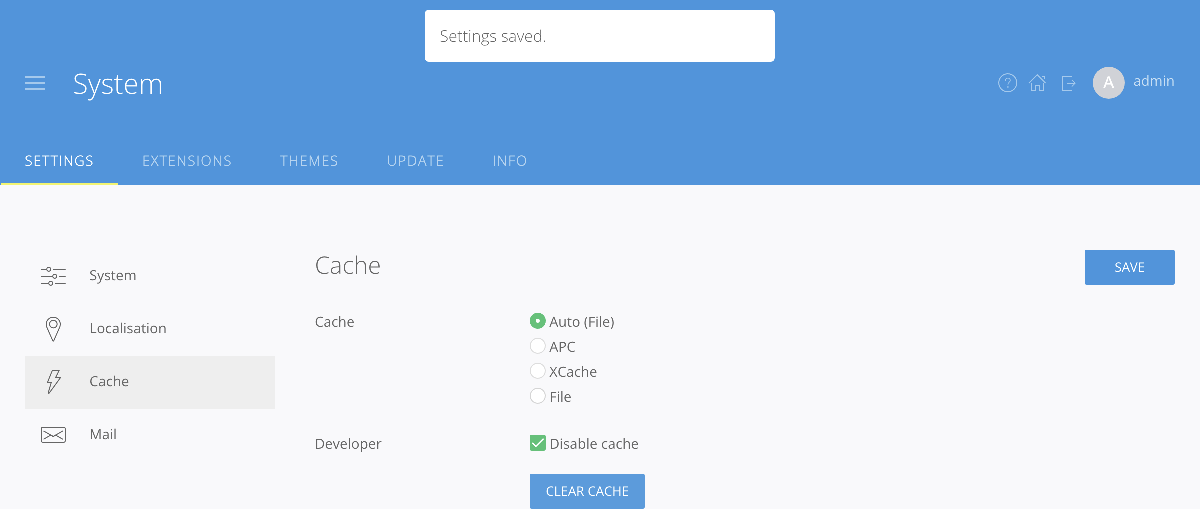 Settings saved.
System
A admin
SETTINGS EXTENSIONS THEMES UPDATE INFO
System
Localisation
Cache
Mail
Cache
SAVE
Cache
Auto (File)
APC
XCache
File
Developer
Disable cache
CLEAR CACHE